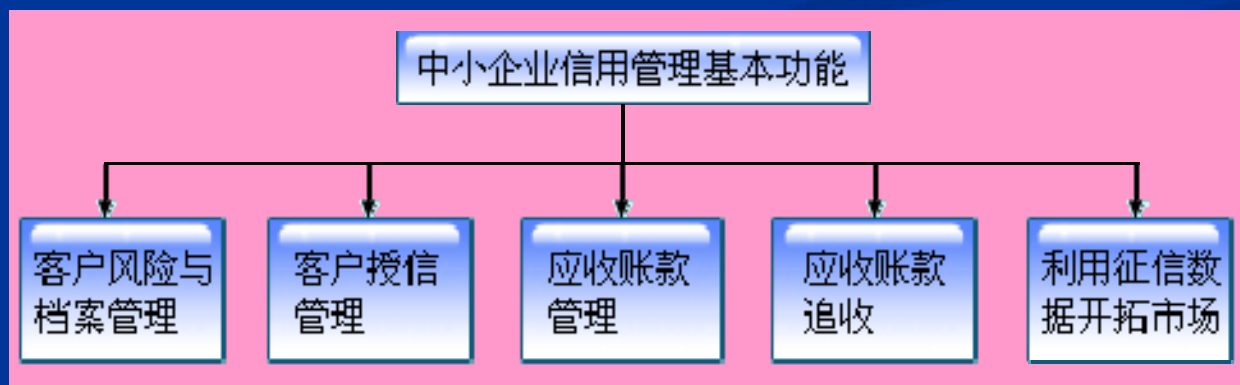 中小企业信用管理基本功能
客户风险与
档案管理
客户授信
管理
应收账款
管理
应收账款
追收
利用征信数
据开拓市场